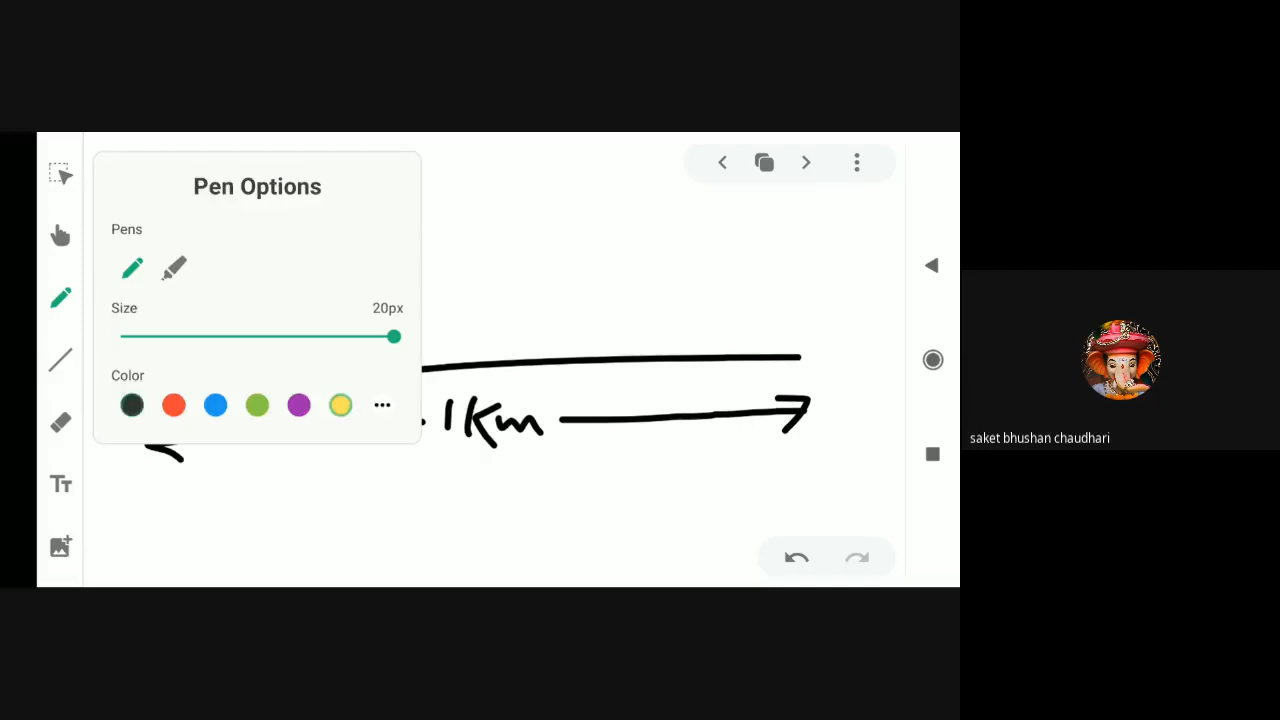 Pen Options
Pens
Size 20px
Color
1Km
saket bhushan chaudhari